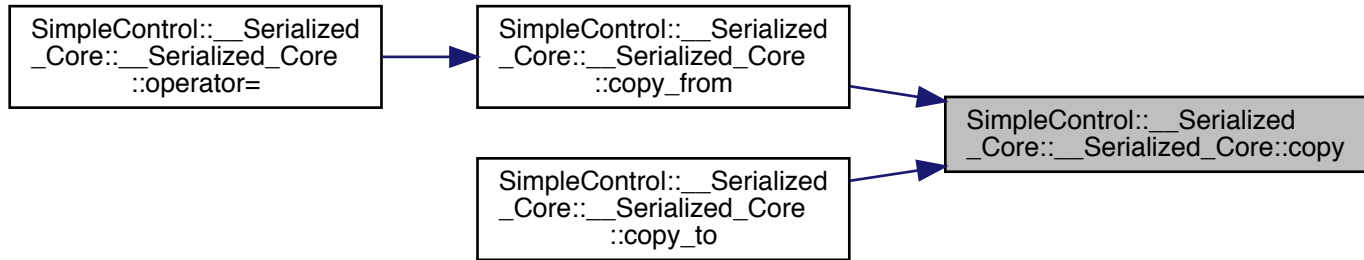 SimpleControl::__Serialized
_Core::__Serialized_Core
::operator=
SimpleControl::__Serialized
_Core::__Serialized_Core
::copy_from
SimpleControl::__Serialized
_Core::__Serialized_Core::copy
SimpleControl::__Serialized
_Core::__Serialized_Core
::copy_to